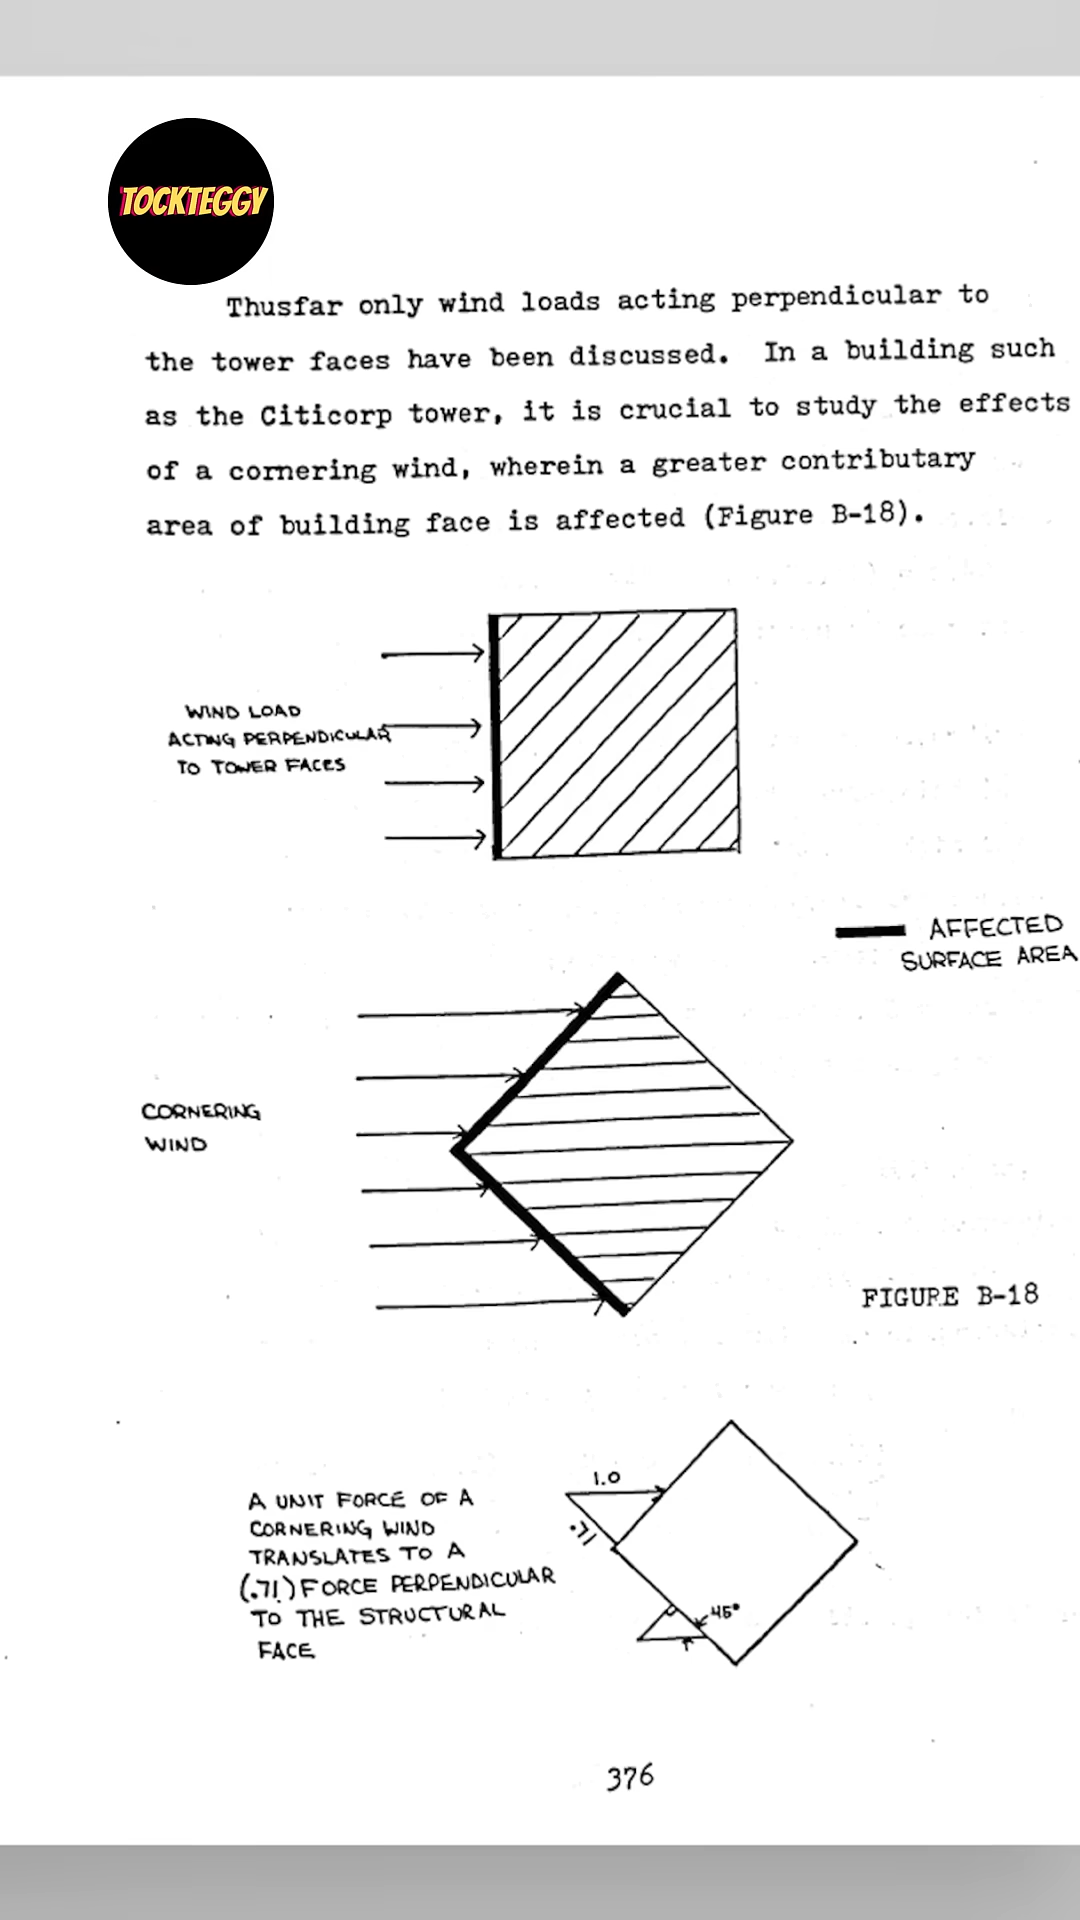 TOCKTEGGY
Thusfar only wind loads acting perpendicular to
the tower faces have been discussed. In a building such
as the Citicorp tower, it is crucial to study the effects
of a cornering wind, wherein a greater contributary
area of building face is affected (Figure B-18).
WIND LOAD
ACTING PERPENDICULAR
TO TOWER FACES
AFFECTED
SURFACE AREA
CORNERING
WIND
FIGURE B-18
1.0
.71
A UNIT FORCE OF A
CORNERING WIND
TRANSLATES TO A
(.71) FORCE PERPENDICULAR
TO THE STRUCTURAL
FACE
45°
376